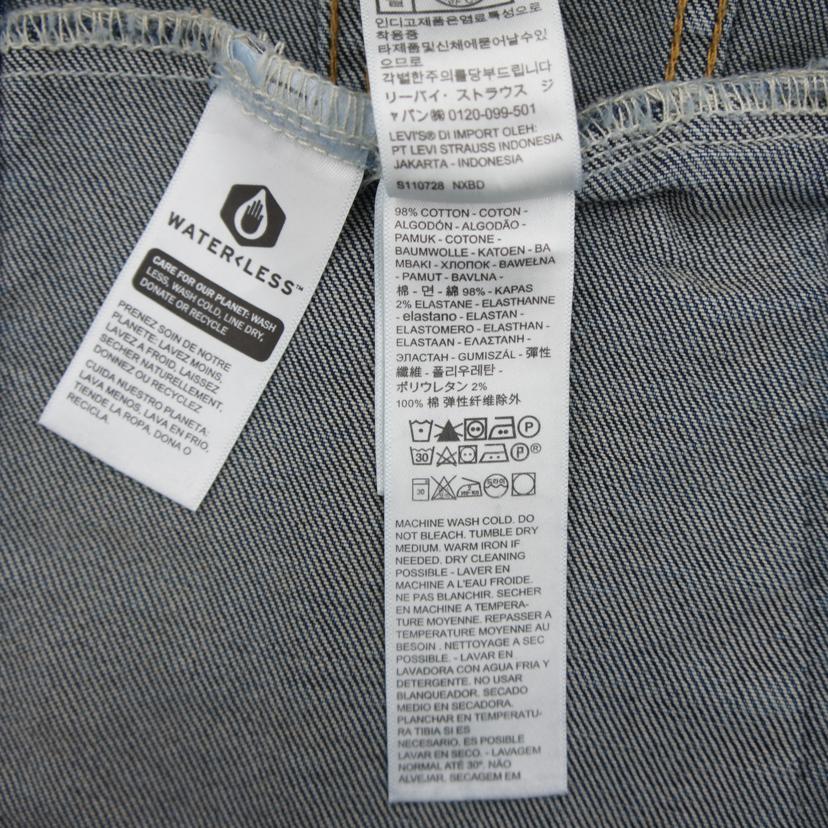 인디고제품은염료특성으로
착용중
타제품및신체에묻어날수있
으므로
각별한주의를당부드립니다
リーバイ・ストラウス ジ
ャパン㈱ 0120-099-501
LEVI'S® DI IMPORT OLEH:
PT LEVI STRAUSS INDONESIA
JAKARTA - INDONESIA
S110728 NXBD
98% COTTON - COTON -
ALGODÓN - ALGODÃO -
PAMUK - COTONE -
BAUMWOLLE - KATOEN - BA
MBAKI - ХЛОПОК - BAWEŁNA
- PAMUT - BAVLNA -
棉 - 면 - 綿 98% - KAPAS
2% ELASTANE - ELASTHANNE
- elastano - ELASTAN -
ELASTOMERO - ELASTHAN -
ELASTAAN - ΕΛΑΣΤΑΝΗ -
ЭЛАСТАН - GUMISZÁL - 彈性
纖維 - 폴리우레탄 -
ポリウレタン 2%
100% 棉 弹性纤维除外
P
30 P®
30
MACHINE WASH COLD. DO
NOT BLEACH. TUMBLE DRY
MEDIUM. WARM IRON IF
NEEDED. DRY CLEANING
POSSIBLE - LAVER EN
MACHINE A L'EAU FROIDE.
NE PAS BLANCHIR. SECHER
EN MACHINE A TEMPERA-
TURE MOYENNE. REPASSER A
TEMPERATURE MOYENNE AU
BESOIN . NETTOYAGE A SEC
POSSIBLE. - LAVAR EN
LAVADORA CON AGUA FRIA Y
DETERGENTE. NO USAR
BLANQUEADOR. SECADO
MEDIO EN SECADORA.
PLANCHAR EN TEMPERATU-
RA TIBIA SI ES
NECESARIO. ES POSIBLE
LAVAR EN SECO. - LAVAGEM
NORMAL ATÉ 30º. NÃO
ALVEJAR. SECAGEM EM
WATER<LESS™
CARE FOR OUR PLANET: WASH
LESS, WASH COLD, LINE DRY,
DONATE OR RECYCLE
PRENEZ SOIN DE NOTRE
PLANETE: LAVEZ MOINS,
LAVEZ A FROID, LAISSEZ
SECHER NATURELLEMENT,
DONNEZ OU RECYCLEZ
CUIDA NUESTRO PLANETA:
LAVA MENOS, LAVA EN FRIO,
TIENDE LA ROPA, DONA O
RECICLA